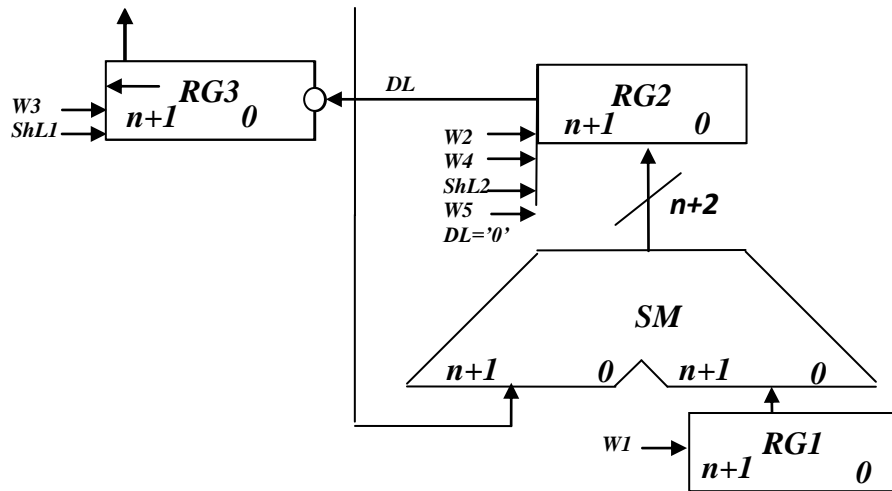 DL
RG3
n+1 0
W3
ShL1
RG2
n+1 0
W2
W4
ShL2
W5
DL='0'
n+2
SM
n+1 0 n+1 0
RG1
n+1 0
W1